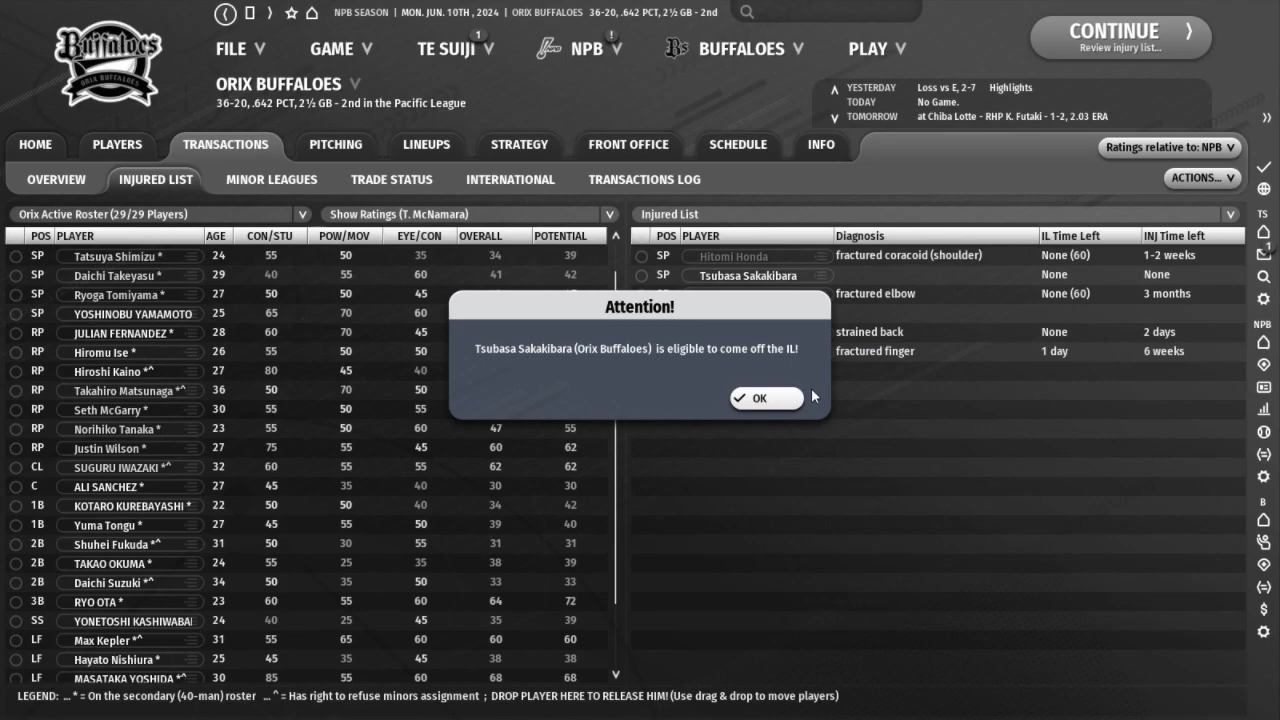 NPB SEASON | MON. JUN. 10TH , 2024 | ORIX BUFFALOES 36-20, .642 PCT, 2½ GB - 2nd
Buffaloes
ORIX BUFFALOES
FILE GAME TE SUIJI 1 NPB ! Bs BUFFALOES PLAY
CONTINUE
Review injury list...
ORIX BUFFALOES
36-20, .642 PCT, 2½ GB - 2nd in the Pacific League
YESTERDAY Loss vs E, 2-7 Highlights
TODAY No Game.
TOMORROW at Chiba Lotte - RHP K. Futaki - 1-2, 2.03 ERA
HOME PLAYERS TRANSACTIONS PITCHING LINEUPS STRATEGY FRONT OFFICE SCHEDULE INFO Ratings relative to: NPB
OVERVIEW INJURED LIST MINOR LEAGUES TRADE STATUS INTERNATIONAL TRANSACTIONS LOG ACTIONS...
Orix Active Roster (29/29 Players) Show Ratings (T. McNamara) Injured List
POS PLAYER AGE CON/STU POW/MOV EYE/CON OVERALL POTENTIAL POS PLAYER Diagnosis IL Time Left INJ Time left
SP Tatsuya Shimizu * 24 55 50 35 34 39 SP Hitomi Honda fractured coracoid (shoulder) None (60) 1-2 weeks
SP Daichi Takeyasu * 29 40 55 60 41 42 SP Tsubasa Sakakibara None None
SP Ryoga Tomiyama * 27 50 50 45 fractured elbow None (60) 3 months
SP YOSHINOBU YAMAMOTO 25 65 70 60
RP JULIAN FERNANDEZ * 28 60 70 45 strained back None 2 days
RP Hiromu Ise * 26 55 50 50 fractured finger 1 day 6 weeks
RP Hiroshi Kaino *^ 27 80 45 40
RP Takahiro Matsunaga *^ 36 50 70 50
RP Seth McGarry * 30 55 50 55
RP Norihiko Tanaka * 23 55 50 60 47 55
RP Justin Wilson * 27 75 55 45 60 62
CL SUGURU IWAZAKI *^ 32 60 55 55 62 62
C ALI SANCHEZ * 27 45 35 40 30 30
1B KOTARO KUREBAYASHI * 22 50 50 40 34 42
1B Yuma Tongu * 27 45 55 50 39 40
2B Shuhei Fukuda *^ 31 50 30 55 31 31
2B TAKAO OKUMA * 24 55 25 35 38 39
2B Daichi Suzuki *^ 34 50 35 50 33 33
3B RYO OTA * 23 60 55 60 64 72
SS YONETOSHI KASHIWABA 24 40 25 45 35 39
LF Max Kepler *^ 31 55 65 60 60 60
LF Hayato Nishiura * 25 45 35 45 38 38
LF MASATAKA YOSHIDA *^ 30 85 55 60 68 68
Attention!
Tsubasa Sakakibara (Orix Buffaloes) is eligible to come off the IL!
OK
LEGEND: ... * = On the secondary (40-man) roster ... ^ = Has right to refuse minors assignment ; DROP PLAYER HERE TO RELEASE HIM! (Use drag & drop to move players)
TS
1
NPB
B